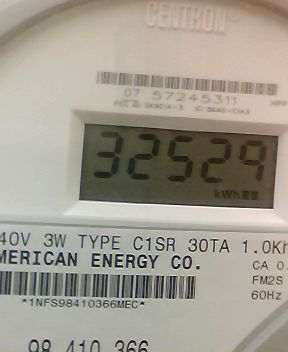 CENTRON
07 57245311
32529
kWh
40V 3W TYPE C1SR 30TA 1.0Kh
MERICAN ENERGY CO.
CA 0.
FM2S
*1NFS98410366MEC*
60Hz
98 410 366